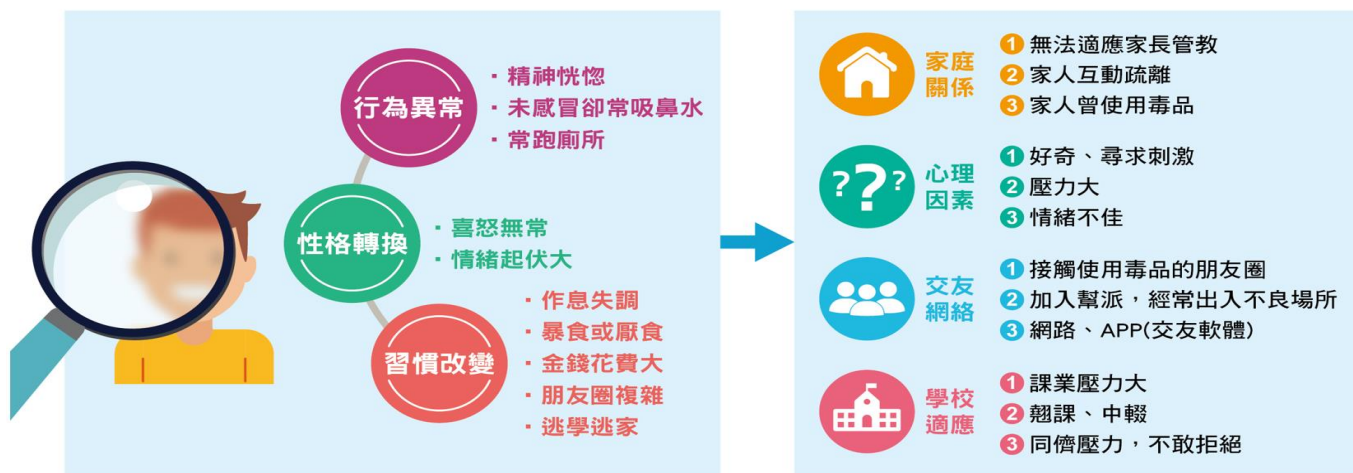 行為異常
· 精神恍惚
· 未感冒卻常吸鼻水
· 常跑廁所
性格轉換
· 喜怒無常
· 情緒起伏大
習慣改變
· 作息失調
· 暴食或厭食
· 金錢花費大
· 朋友圈複雜
· 逃學逃家
家庭
關係
1 無法適應家長管教
2 家人互動疏離
3 家人曾使用毒品
???
心理
因素
1 好奇、尋求刺激
2 壓力大
3 情緒不佳
交友
網絡
1 接觸使用毒品的朋友圈
2 加入幫派，經常出入不良場所
3 網路、APP(交友軟體)
學校
適應
1 課業壓力大
2 翹課、中輟
3 同儕壓力，不敢拒絕